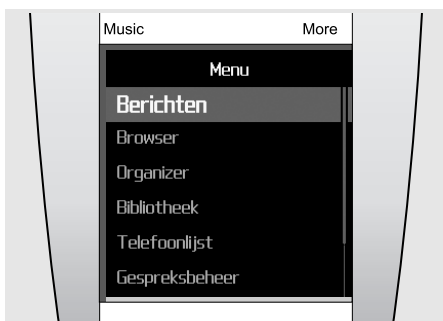 Music More
Menu
Berichten
Browser
Organizer
Bibliotheek
Telefoonlijst
Gespreksbeheer